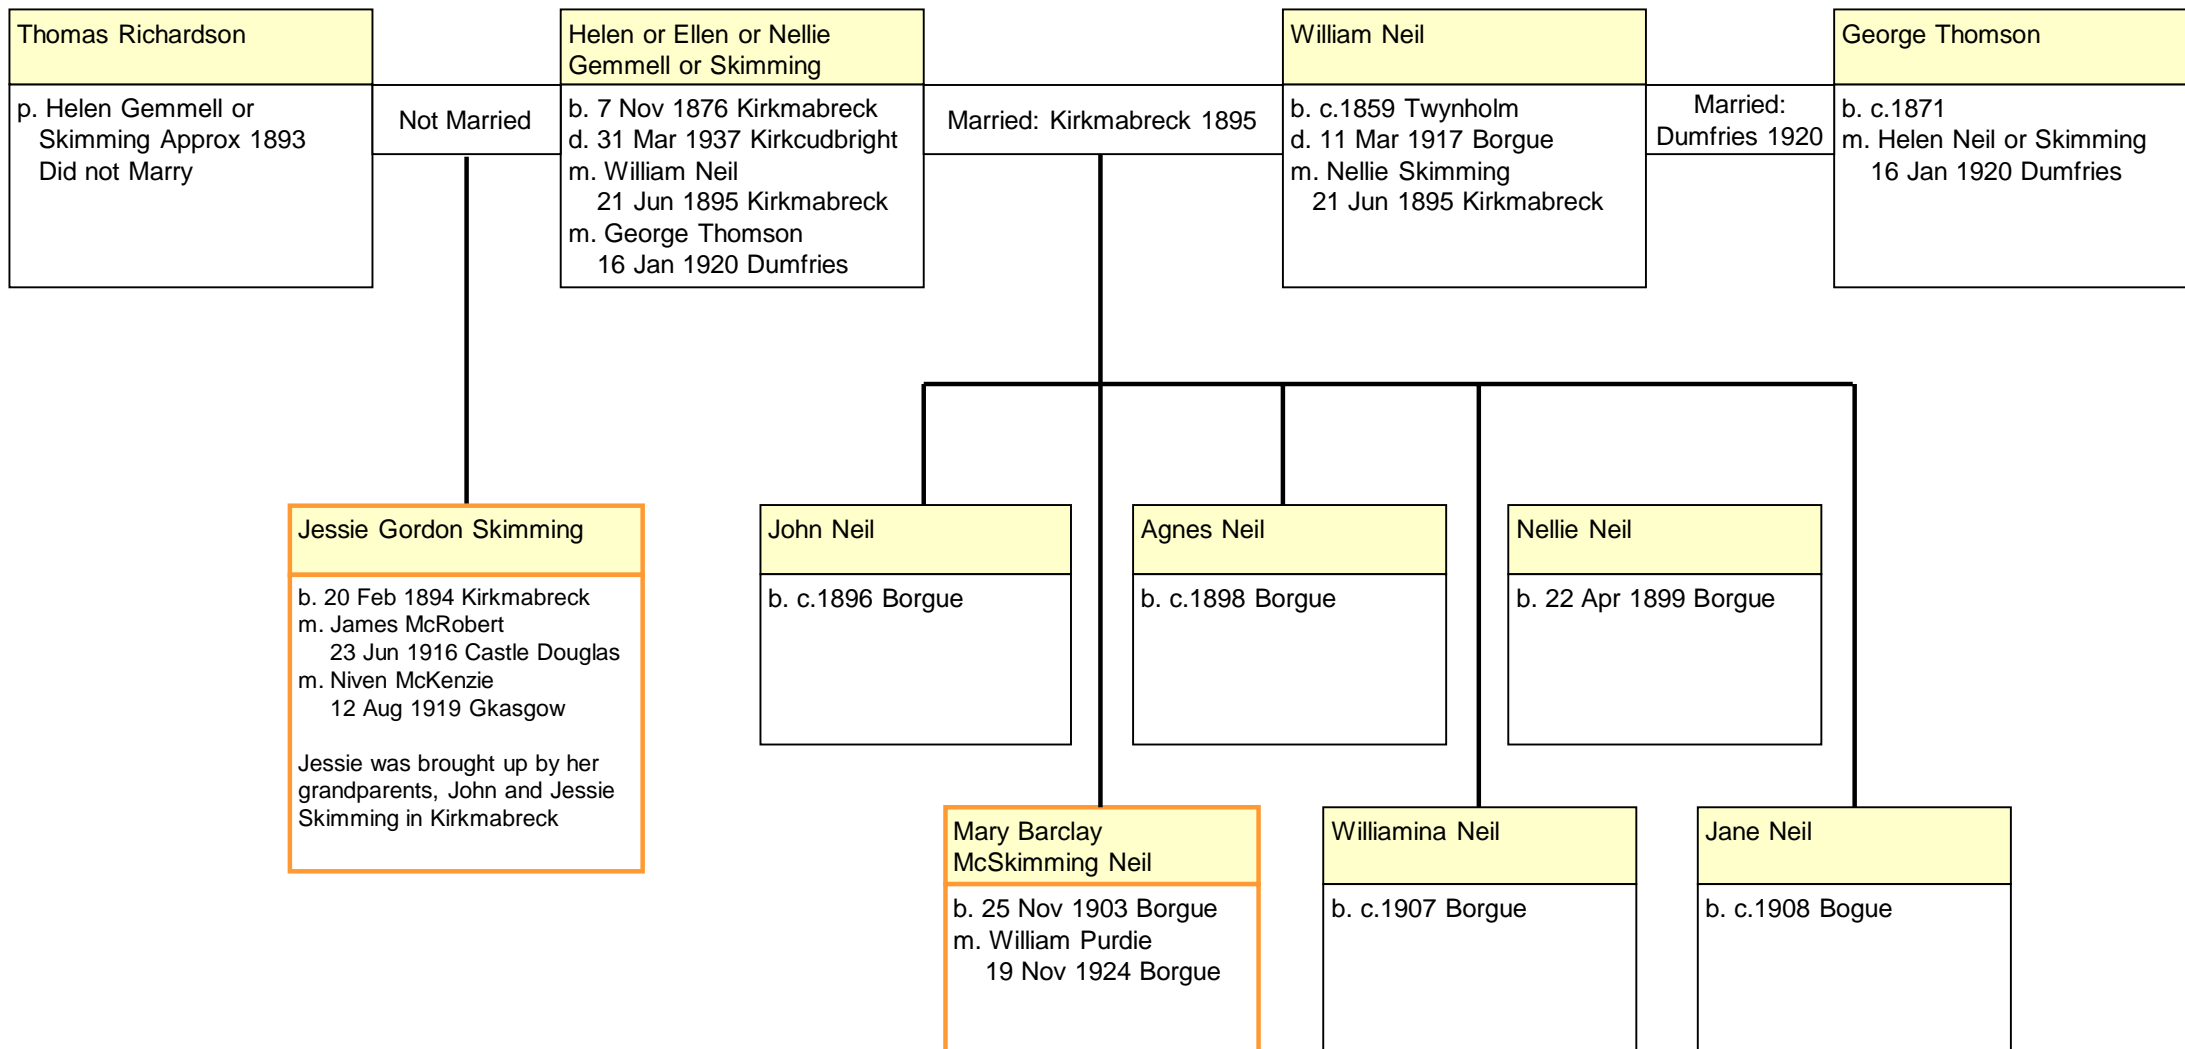 Thomas Richardson
p. Helen Gemmell or
Skimming Approx 1893
Did not Marry
Not Married
Helen or Ellen or Nellie
Gemmell or Skimming
b. 7 Nov 1876 Kirkmabreck
d. 31 Mar 1937 Kirkcudbright
m. William Neil
21 Jun 1895 Kirkmabreck
m. George Thomson
16 Jan 1920 Dumfries
Married: Kirkmabreck 1895
William Neil
b. c.1859 Twynholm
d. 11 Mar 1917 Borgue
m. Nellie Skimming
21 Jun 1895 Kirkmabreck
Married:
Dumfries 1920
George Thomson
b. c.1871
m. Helen Neil or Skimming
16 Jan 1920 Dumfries
Jessie Gordon Skimming
b. 20 Feb 1894 Kirkmabreck
m. James McRobert
23 Jun 1916 Castle Douglas
m. Niven McKenzie
12 Aug 1919 Gkasgow
Jessie was brought up by her
grandparents, John and Jessie
Skimming in Kirkmabreck
John Neil
b. c.1896 Borgue
Agnes Neil
b. c.1898 Borgue
Nellie Neil
b. 22 Apr 1899 Borgue
Mary Barclay
McSkimming Neil
b. 25 Nov 1903 Borgue
m. William Purdie
19 Nov 1924 Borgue
Williamina Neil
b. c.1907 Borgue
Jane Neil
b. c.1908 Bogue